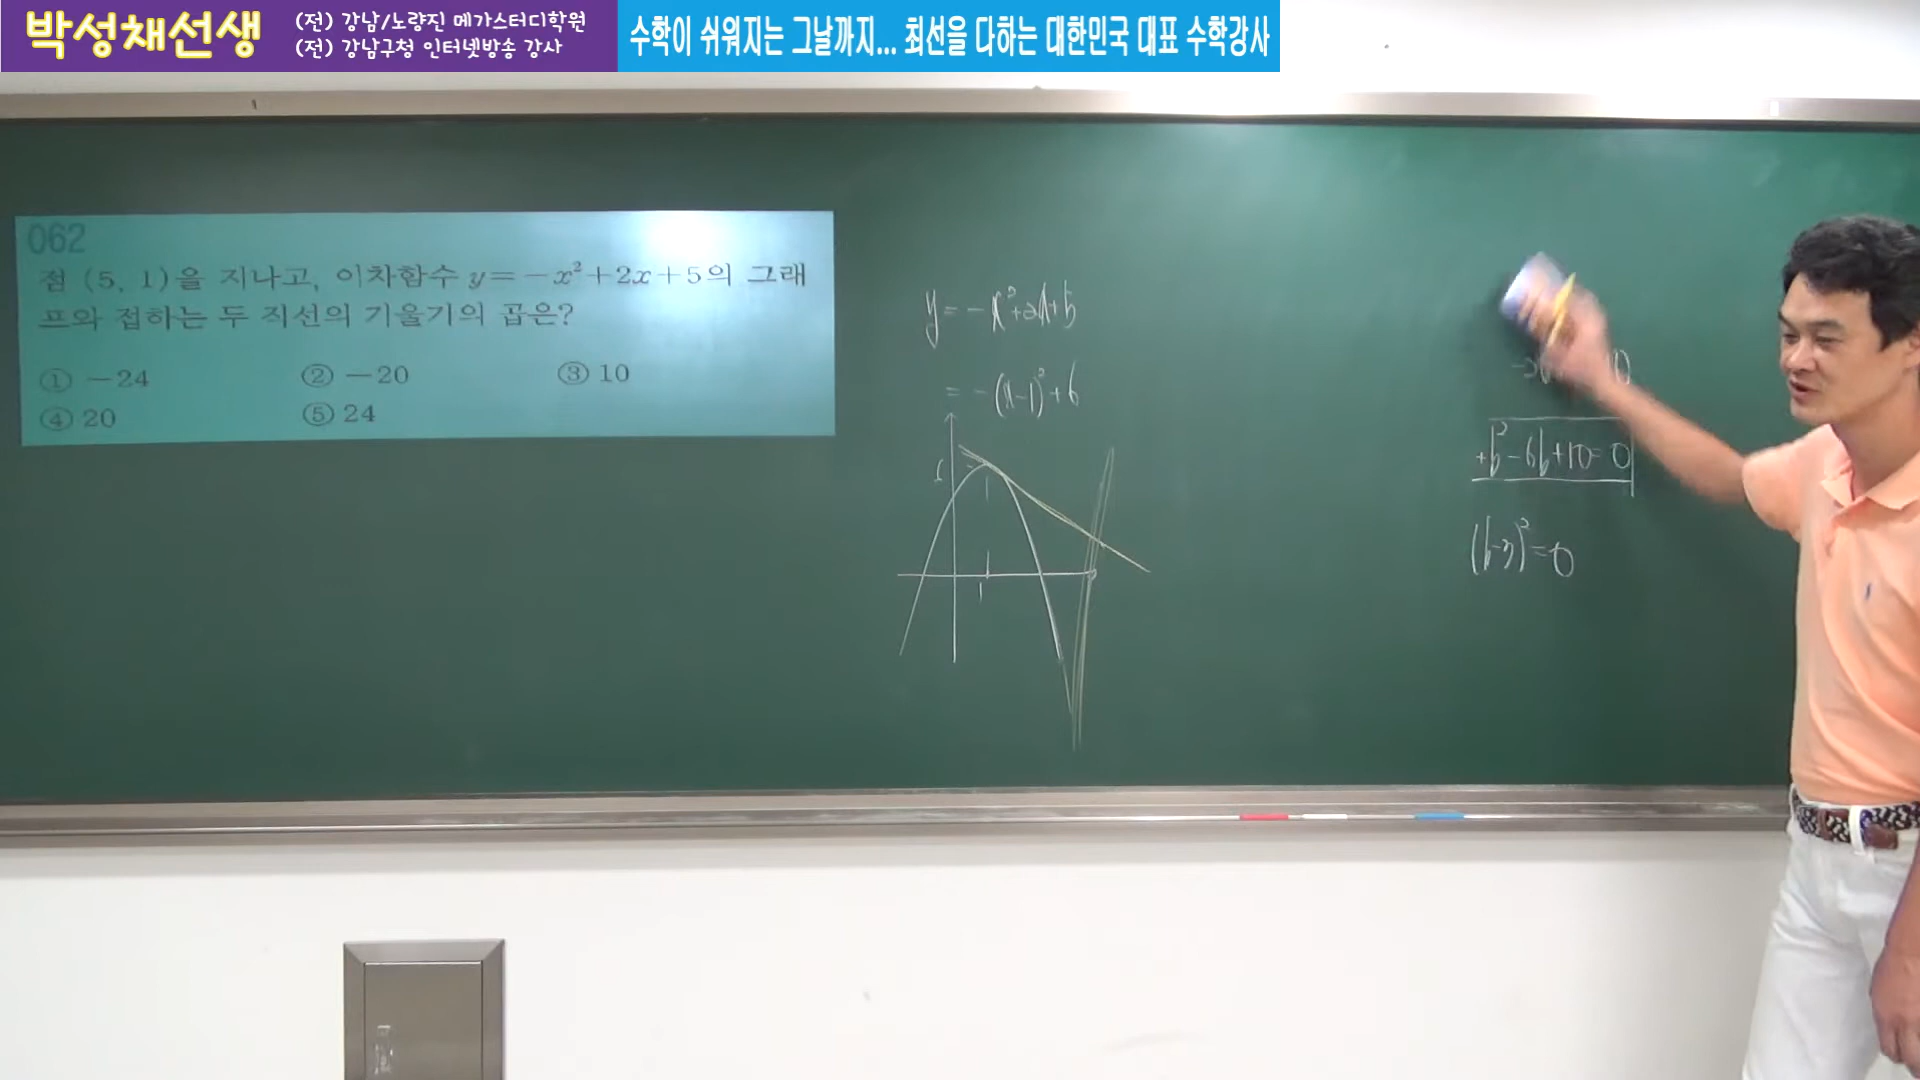 박성채선생
(전) 강남/노량진 메가스터디학원
(전) 강남구청 인터넷방송 강사
수학이 쉬워지는 그날까지... 최선을 다하는 대한민국 대표 수학강사
062
점 (5, 1)을 지나고, 이차함수 y=-x²+2x+5의 그래
프와 접하는 두 직선의 기울기의 곱은?
① -24 ② -20 ③ 10
④ 20 ⑤ 24
y=-x²+2x+5
=-(x-1)²+6
1
1
+b²-6b+10=0
(b-3)²=0